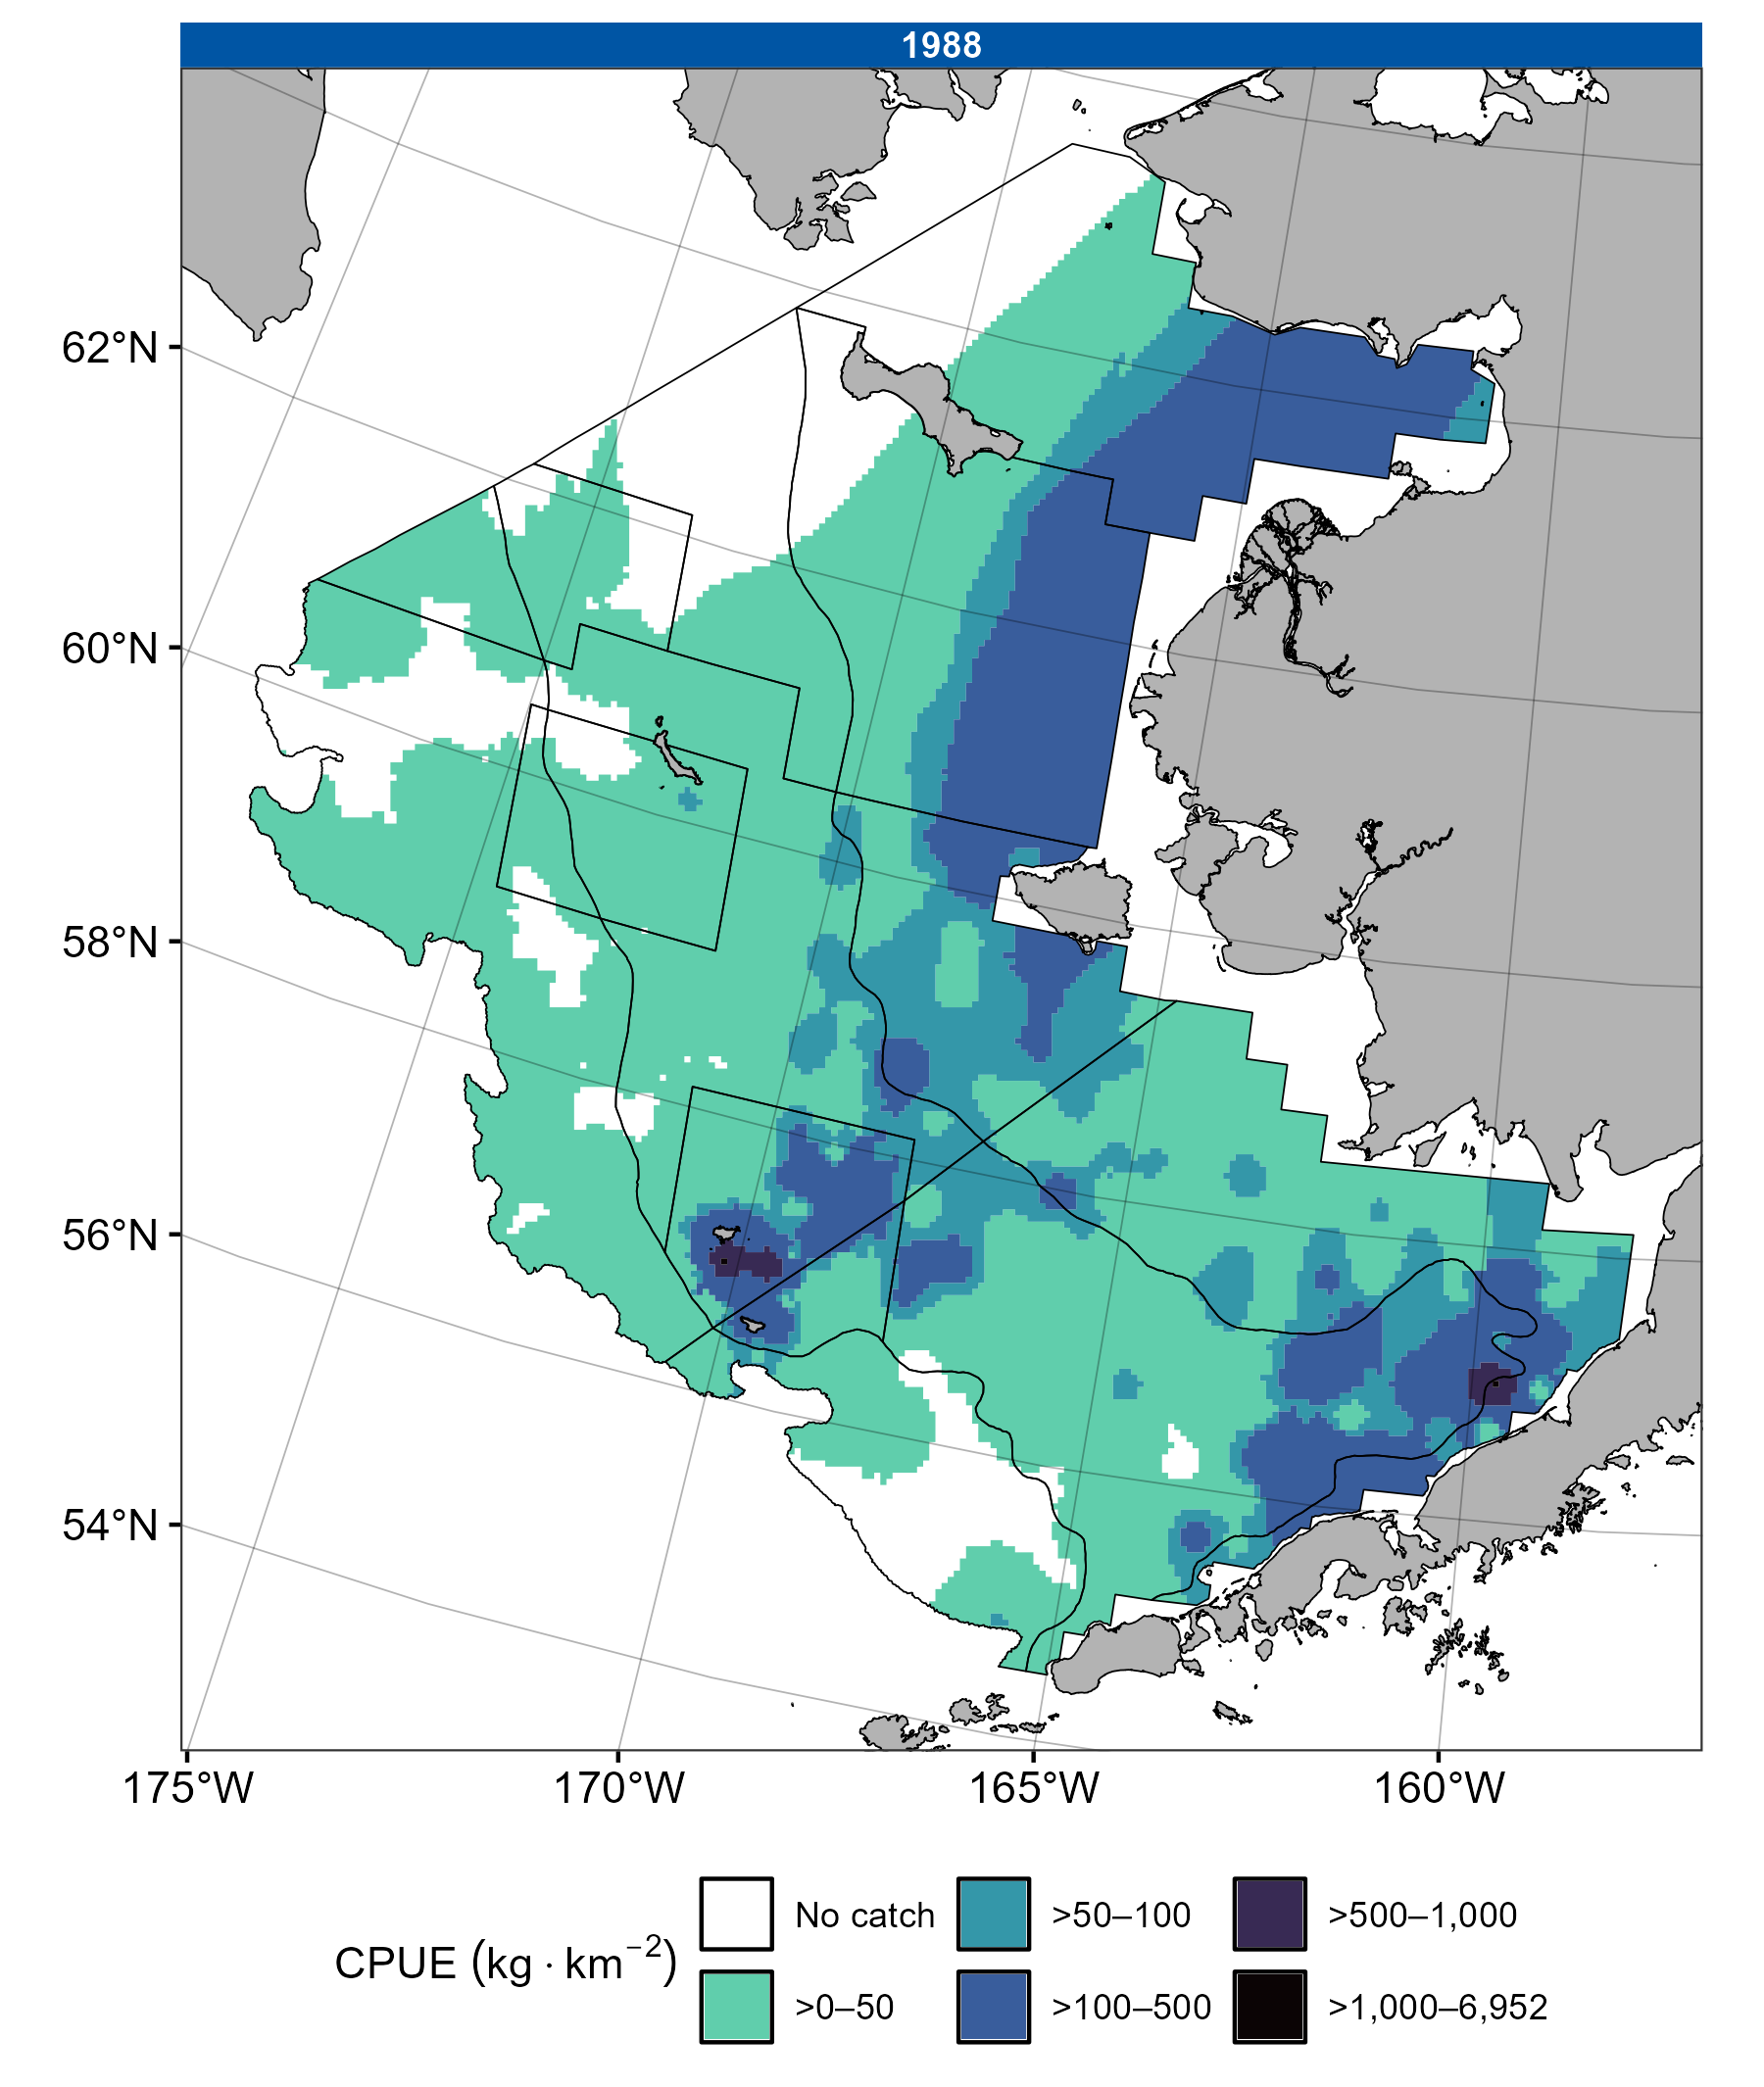 1988
62°N
60°N
58°N
56°N
54°N
175°W 170°W 165°W 160°W
CPUE (kg · km⁻²)
No catch >50–100 >500–1,000
>0–50 >100–500 >1,000–6,952